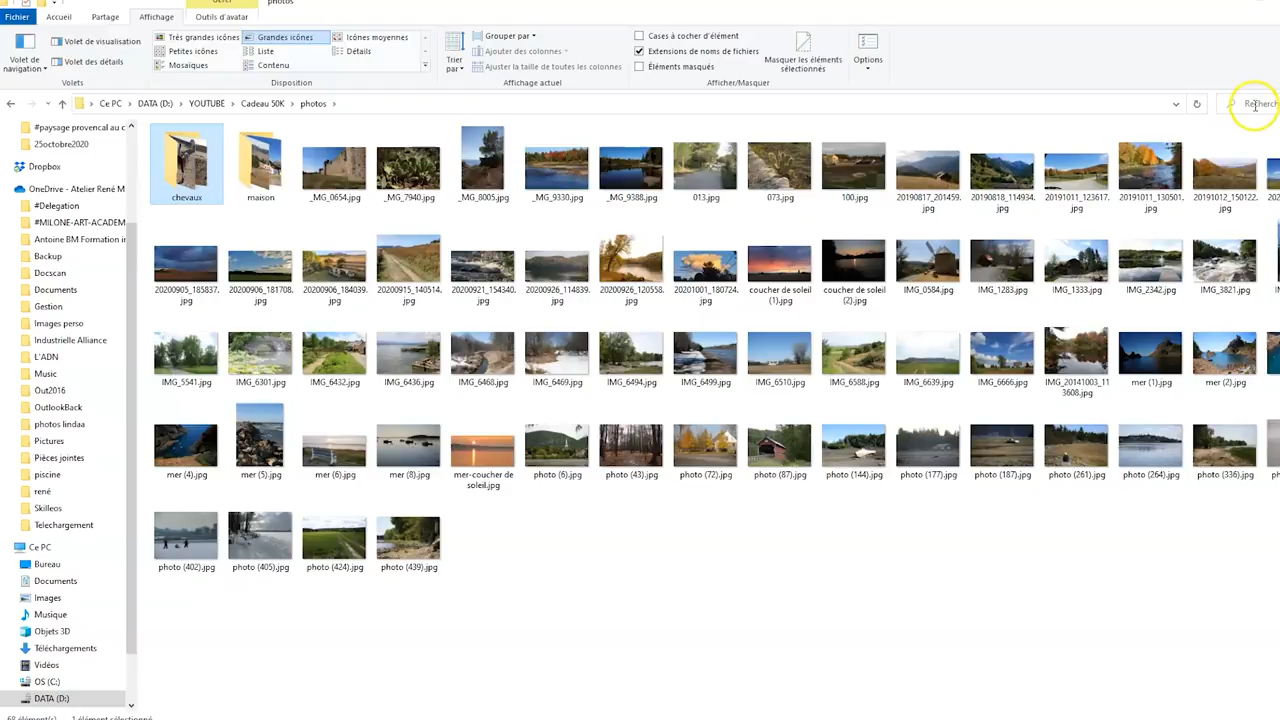 photos
Fichier Accueil Partage Affichage Outils d'avatar
Volet de navigation
Volet de visualisation
Volet des détails
Volets
Très grandes icônes Grandes icônes Icônes moyennes
Petites icônes Liste Détails
Mosaïques Contenu
Disposition
Trier par
Grouper par
Ajouter des colonnes
Ajuster la taille de toutes les colonnes
Affichage actuel
Cases à cocher d'élément
Extensions de noms de fichiers
Éléments masqués
Masquer les éléments sélectionnés
Afficher/Masquer
Options
Ce PC > DATA (D:) > YOUTUBE > Cadeau 50K > photos >
Recherch
#paysage provencal au c
25octobre2020
Dropbox
OneDrive - Atelier René M
#Delegation
#MILONE-ART-ACADEM
Antoine BM Formation in
Backup
Docscan
Documents
Gestion
Images perso
Industrielle Alliance
L'ADN
Music
Out2016
OutlookBack
photos lindaa
Pictures
Pièces jointes
piscine
rené
Skilleos
Telechargement
Ce PC
Bureau
Documents
Images
Musique
Objets 3D
Téléchargements
Vidéos
OS (C:)
DATA (D:)
chevaux
maison
_MG_0654.jpg
_MG_7940.jpg
_MG_8005.jpg
_MG_9330.jpg
_MG_9388.jpg
013.jpg
073.jpg
100.jpg
20190817_201459.jpg
20190818_114934.jpg
20191011_123617.jpg
20191011_130501.jpg
20191012_150122.jpg
20200905_185837.jpg
20200906_181708.jpg
20200906_184039.jpg
20200915_140514.jpg
20200921_154340.jpg
20200926_114839.jpg
20200926_120558.jpg
20201001_180724.jpg
coucher de soleil (1).jpg
coucher de soleil (2).jpg
IMG_0584.jpg
IMG_1283.jpg
IMG_1333.jpg
IMG_2342.jpg
IMG_3821.jpg
IMG_5541.jpg
IMG_6301.jpg
IMG_6432.jpg
IMG_6436.jpg
IMG_6468.jpg
IMG_6469.jpg
IMG_6494.jpg
IMG_6499.jpg
IMG_6510.jpg
IMG_6588.jpg
IMG_6639.jpg
IMG_6666.jpg
IMG_20141003_113608.jpg
mer (1).jpg
mer (2).jpg
mer (4).jpg
mer (5).jpg
mer (6).jpg
mer (8).jpg
mer-coucher de soleil.jpg
photo (6).jpg
photo (43).jpg
photo (72).jpg
photo (87).jpg
photo (144).jpg
photo (177).jpg
photo (187).jpg
photo (261).jpg
photo (264).jpg
photo (336).jpg
photo (402).jpg
photo (405).jpg
photo (424).jpg
photo (439).jpg
68 élément(s) 1 élément sélectionné